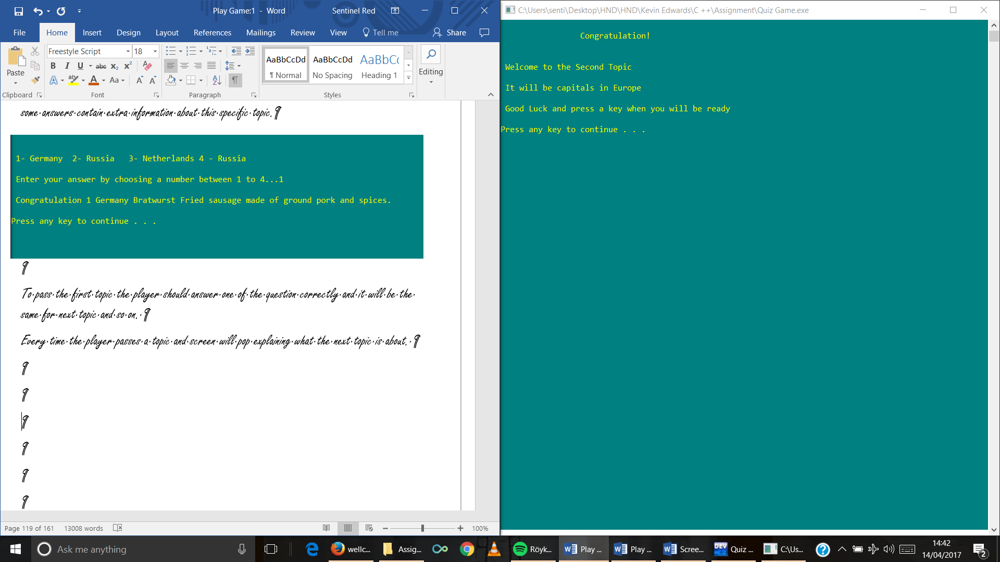 Play Game:1 - Word
Sentinel Red
File
Home
Insert
Design
Layout
References
Mailings
Review
View
Tell me
Share
Paste
Clipboard
Freestyle Script
18
B I U abc x₂ x²
A ab A Aa A A
Font
Paragraph
AaBbCcDd
¶ Normal
AaBbCcDd
No Spacing
AaBbCc
Heading 1
Styles
Editing
some answers contain extra information about this specific topic.¶
1- Germany 2- Russia 3- Netherlands 4 - Russia
Enter your answer by choosing a number between 1 to 4...1
Congratulation 1 Germany Bratwurst Fried sausage made of ground pork and spices.
Press any key to continue . . .
¶
To pass the first topic the player should answer one of the question correctly and it will be the
same for next topic and so on. ¶
Every time the player passes a topic and screen will pop explaining what the next topic is about. ¶
¶
¶
¶
¶
¶
¶
Page 119 of 161
13008 words
100%
C:\Users\senti\Desktop\HND\HND\Kevin Edwards\C ++\Assignment\Quiz Game.exe
Congratulation!
Welcome to the Second Topic
It will be capitals in Europe
Good Luck and press a key when you will be ready
Press any key to continue . . .
Ask me anything
wellc...
Assig...
Röyk...
Play ...
Play ...
Scree...
DEV
Quiz ...
C:\Us...
14:42
14/04/2017
2